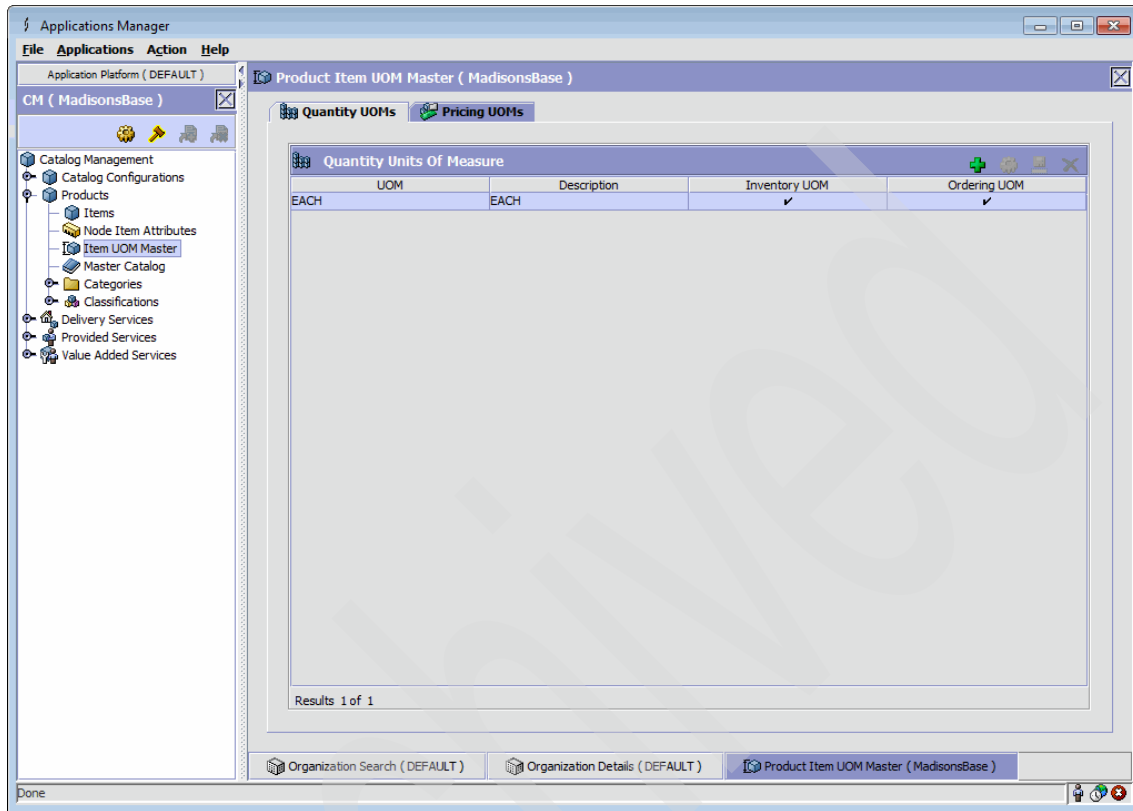 Applications Manager
File Applications Action Help
Application Platform ( DEFAULT )
CM ( MadisonsBase )
Catalog Management
Catalog Configurations
Products
Items
Node Item Attributes
Item UOM Master
Master Catalog
Categories
Classifications
Delivery Services
Provided Services
Value Added Services
Product Item UOM Master ( MadisonsBase )
Quantity UOMs Pricing UOMs
Quantity Units Of Measure
UOM Description Inventory UOM Ordering UOM
EACH EACH ✔ ✔
Results 1 of 1
Organization Search ( DEFAULT ) Organization Details ( DEFAULT ) Product Item UOM Master ( MadisonsBase )
Done